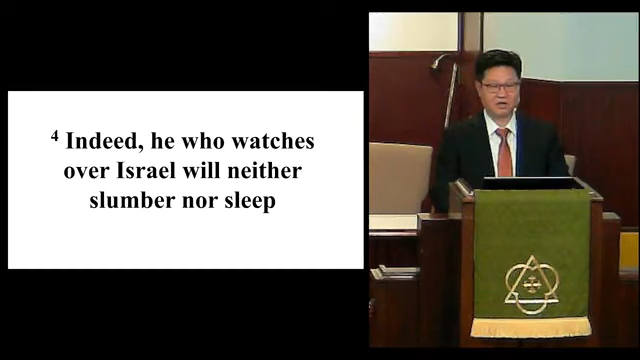 ⁴ Indeed, he who watches
over Israel will neither
slumber nor sleep